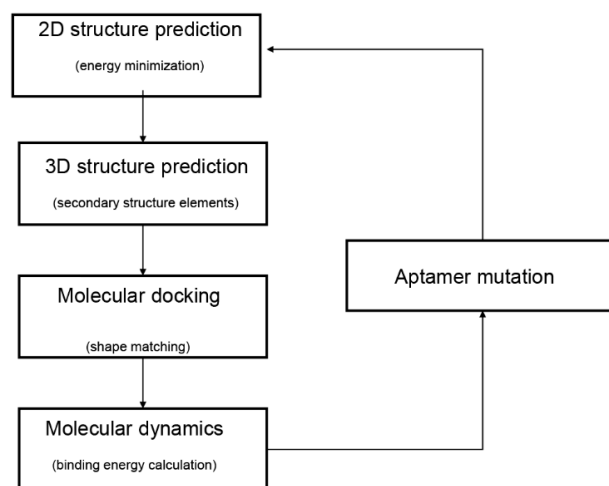 2D structure prediction
(energy minimization)
3D structure prediction
(secondary structure elements)
Molecular docking
(shape matching)
Molecular dynamics
(binding energy calculation)
Aptamer mutation